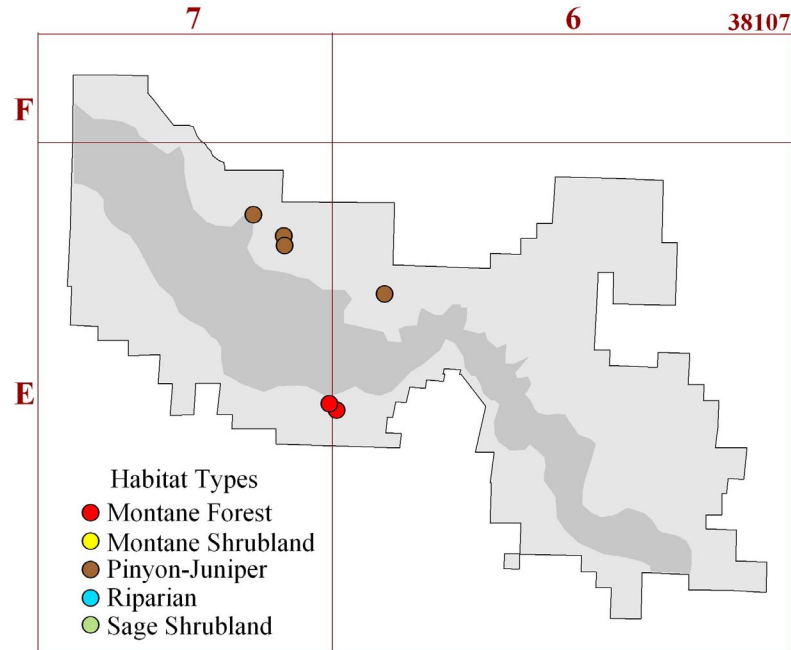 7 6 38107
F
E
Habitat Types
Montane Forest
Montane Shrubland
Pinyon-Juniper
Riparian
Sage Shrubland